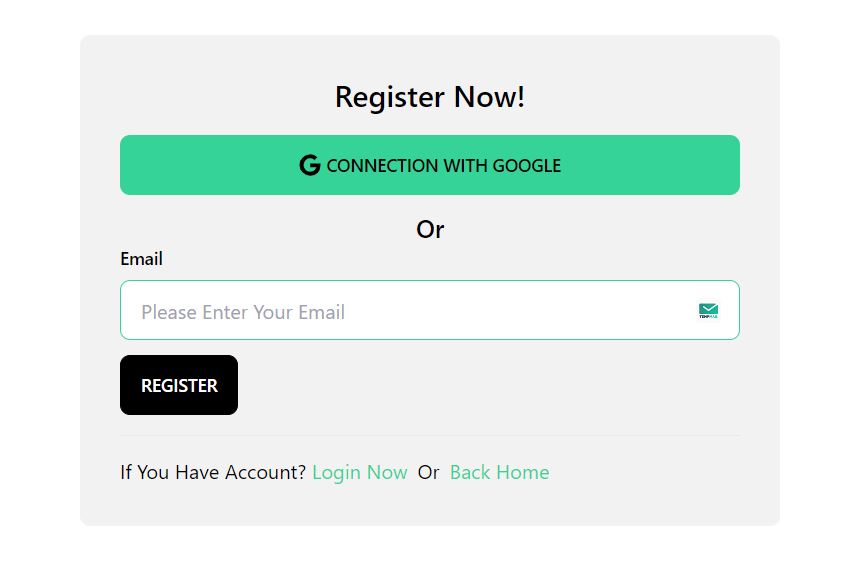 Register Now!
CONNECTION WITH GOOGLE
Or
Email
Please Enter Your Email
REGISTER
If You Have Account? Login Now Or Back Home